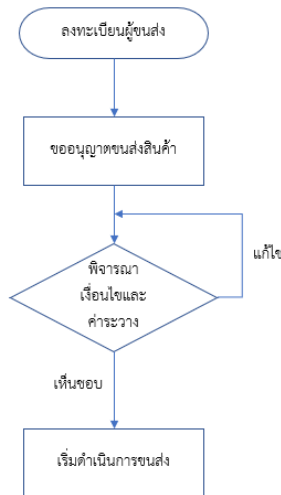 ลงทะเบียนผู้ขนส่ง
ขออนุญาตขนส่งสินค้า
พิจารณา
เงื่อนไขและ
ค่าระวาง
แก้ไข
เห็นชอบ
เริ่มดำเนินการขนส่ง